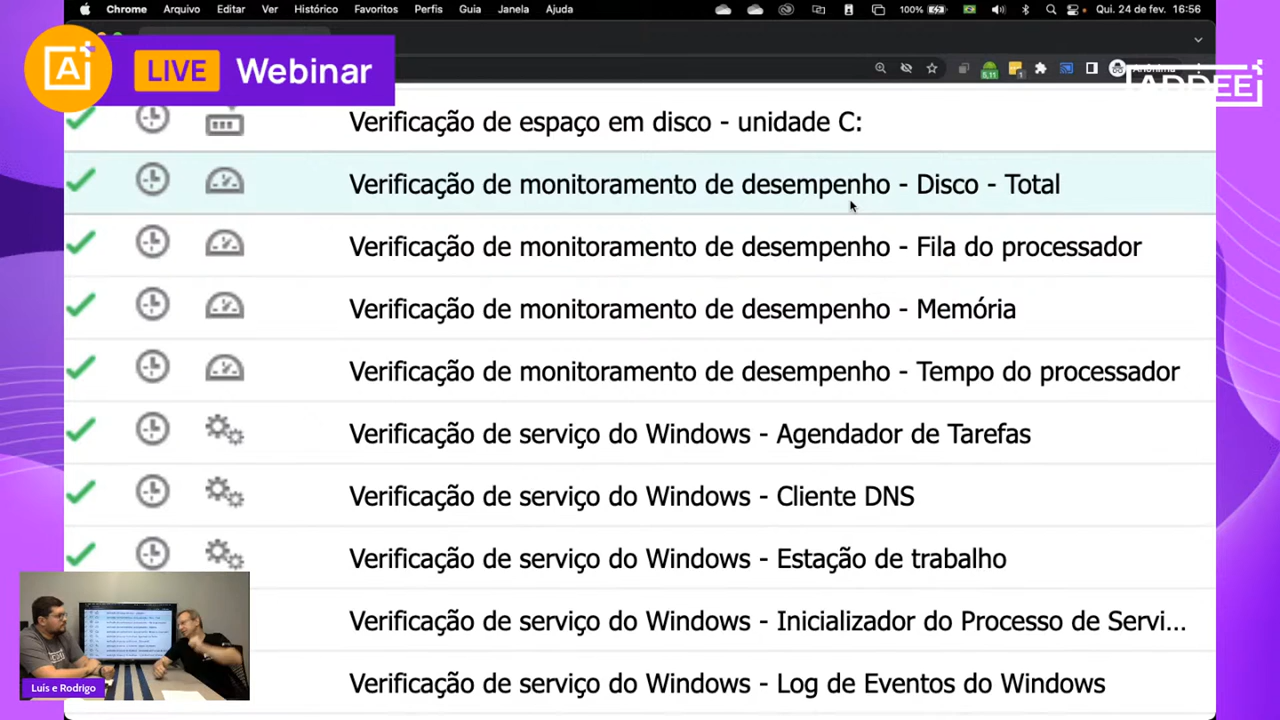 Chrome Arquivo Editar Ver Histórico Favoritos Perfis Guia Janela Ajuda 100% Qui. 24 de fev. 16:56
A LIVE Webinar
5,11 1 Anônima
ADDEE
Verificação de espaço em disco - unidade C:
Verificação de monitoramento de desempenho - Disco - Total
Verificação de monitoramento de desempenho - Fila do processador
Verificação de monitoramento de desempenho - Memória
Verificação de monitoramento de desempenho - Tempo do processador
Verificação de serviço do Windows - Agendador de Tarefas
Verificação de serviço do Windows - Cliente DNS
Verificação de serviço do Windows - Estação de trabalho
Verificação de serviço do Windows - Inicializador do Processo de Servi...
Verificação de serviço do Windows - Log de Eventos do Windows
Luís e Rodrigo